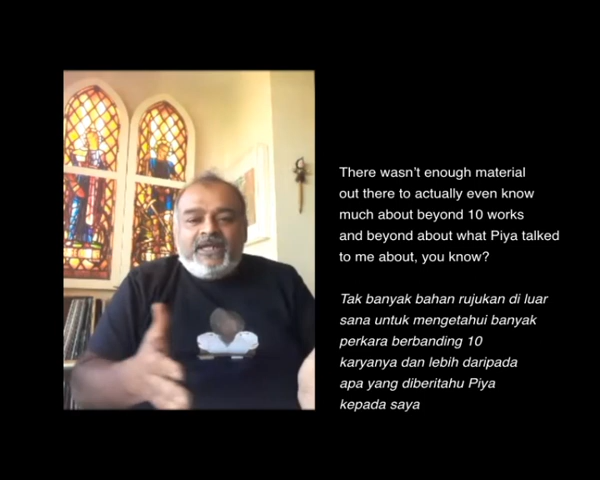 There wasn't enough material
out there to actually even know
much about beyond 10 works
and beyond about what Piya talked
to me about, you know?
Tak banyak bahan rujukan di luar
sana untuk mengetahui banyak
perkara berbanding 10
karyanya dan lebih daripada
apa yang diberitahu Piya
kepada saya